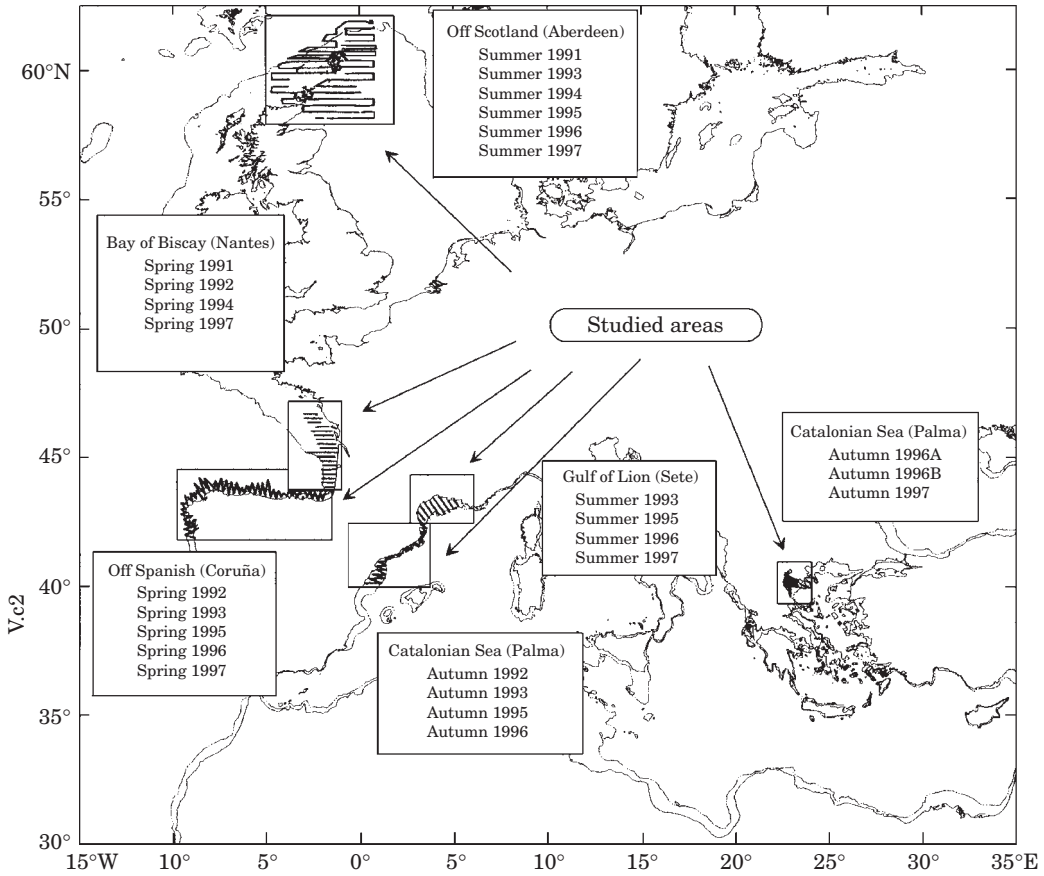 Off Scotland (Aberdeen)
Summer 1991
Summer 1993
Summer 1994
Summer 1995
Summer 1996
Summer 1997
Bay of Biscay (Nantes)
Spring 1991
Spring 1992
Spring 1994
Spring 1997
Studied areas
Catalonian Sea (Palma)
Autumn 1996A
Autumn 1996B
Autumn 1997
Gulf of Lion (Sete)
Summer 1993
Summer 1995
Summer 1996
Summer 1997
Off Spanish (Coruña)
Spring 1992
Spring 1993
Spring 1995
Spring 1996
Spring 1997
Catalonian Sea (Palma)
Autumn 1992
Autumn 1993
Autumn 1995
Autumn 1996
60°N
55°
50°
45°
40°
35°
30°
V.c2
15°W 10° 5° 0° 5° 10° 15° 20° 25° 30° 35°E